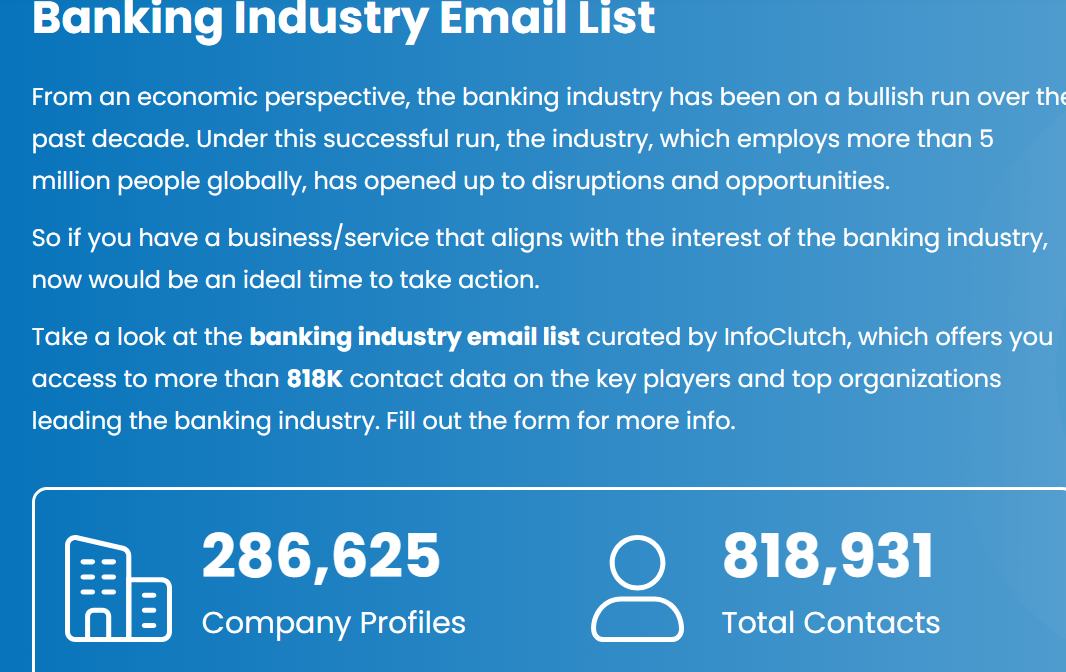 Banking Industry Email List
From an economic perspective, the banking industry has been on a bullish run over the
past decade. Under this successful run, the industry, which employs more than 5
million people globally, has opened up to disruptions and opportunities.
So if you have a business/service that aligns with the interest of the banking industry,
now would be an ideal time to take action.
Take a look at the banking industry email list curated by InfoClutch, which offers you
access to more than 818K contact data on the key players and top organizations
leading the banking industry. Fill out the form for more info.
286,625
Company Profiles
818,931
Total Contacts